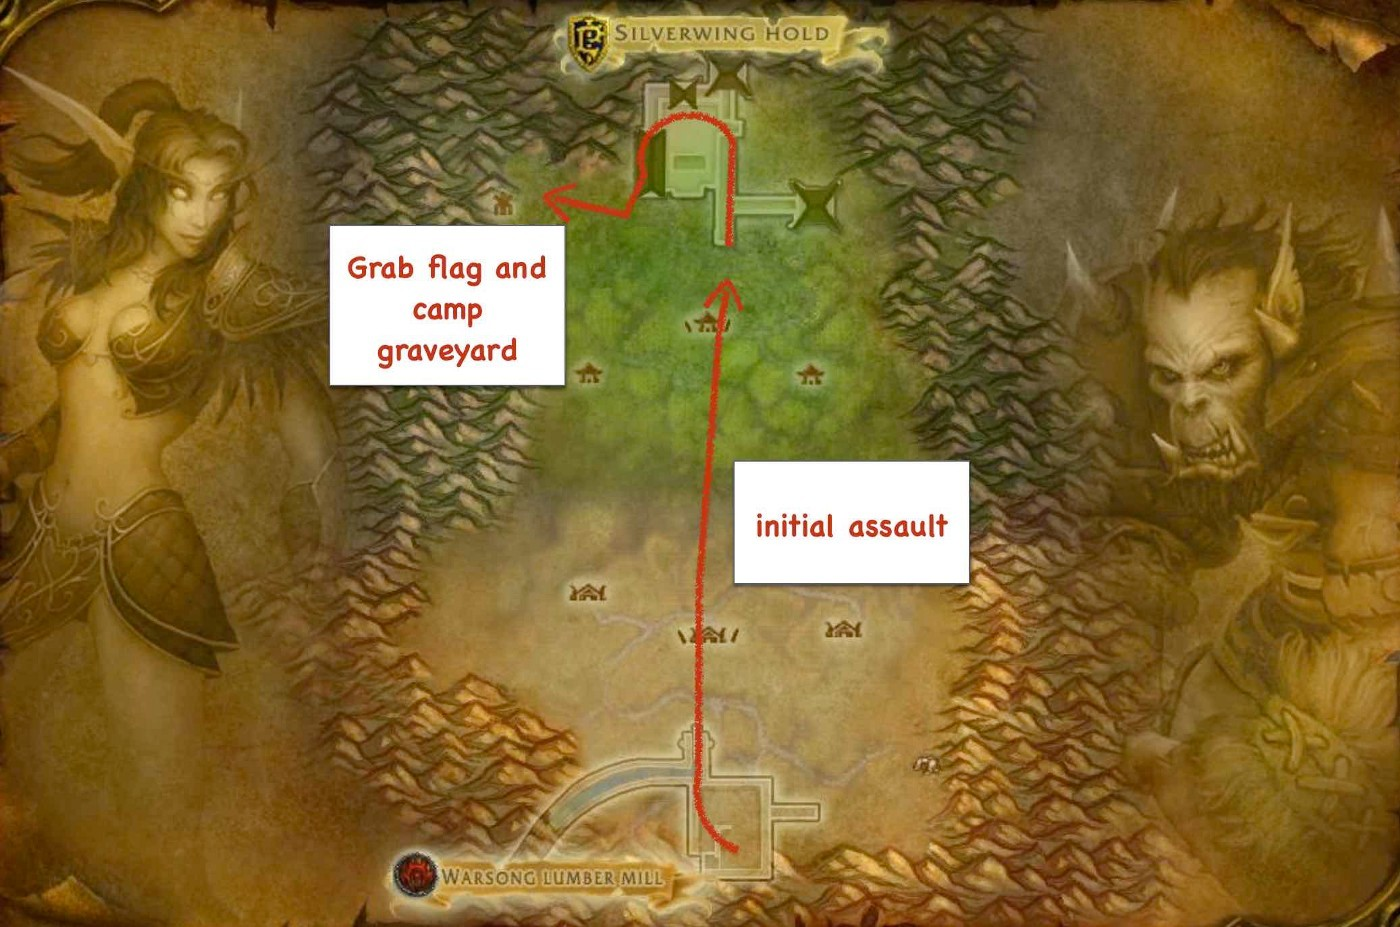 SILVERWING HOLD
Grab flag and
camp
graveyard
initial assault
WARSONG LUMBER MILL